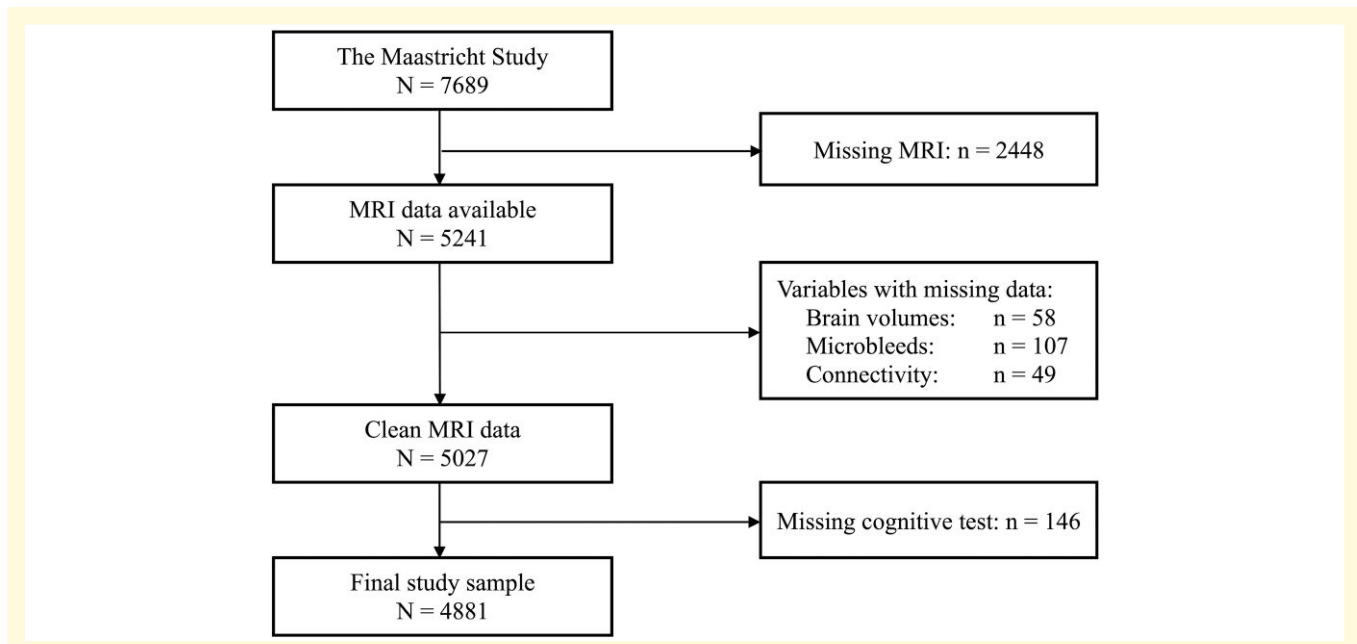 The Maastricht Study
N = 7689
Missing MRI: n = 2448
MRI data available
N = 5241
Variables with missing data:
Brain volumes: n = 58
Microbleeds: n = 107
Connectivity: n = 49
Clean MRI data
N = 5027
Missing cognitive test: n = 146
Final study sample
N = 4881